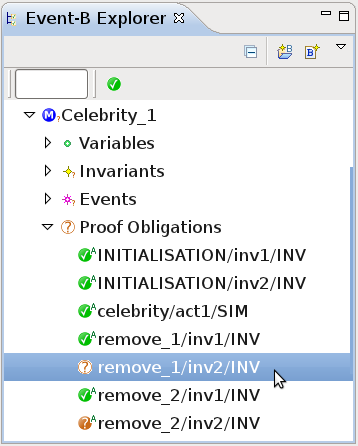 Event-B Explorer
Celebrity_1
Variables
Invariants
Events
Proof Obligations
INITIALISATION/inv1/INV
INITIALISATION/inv2/INV
celebrity/act1/SIM
remove_1/inv1/INV
remove_1/inv2/INV
remove_2/inv1/INV
remove_2/inv2/INV